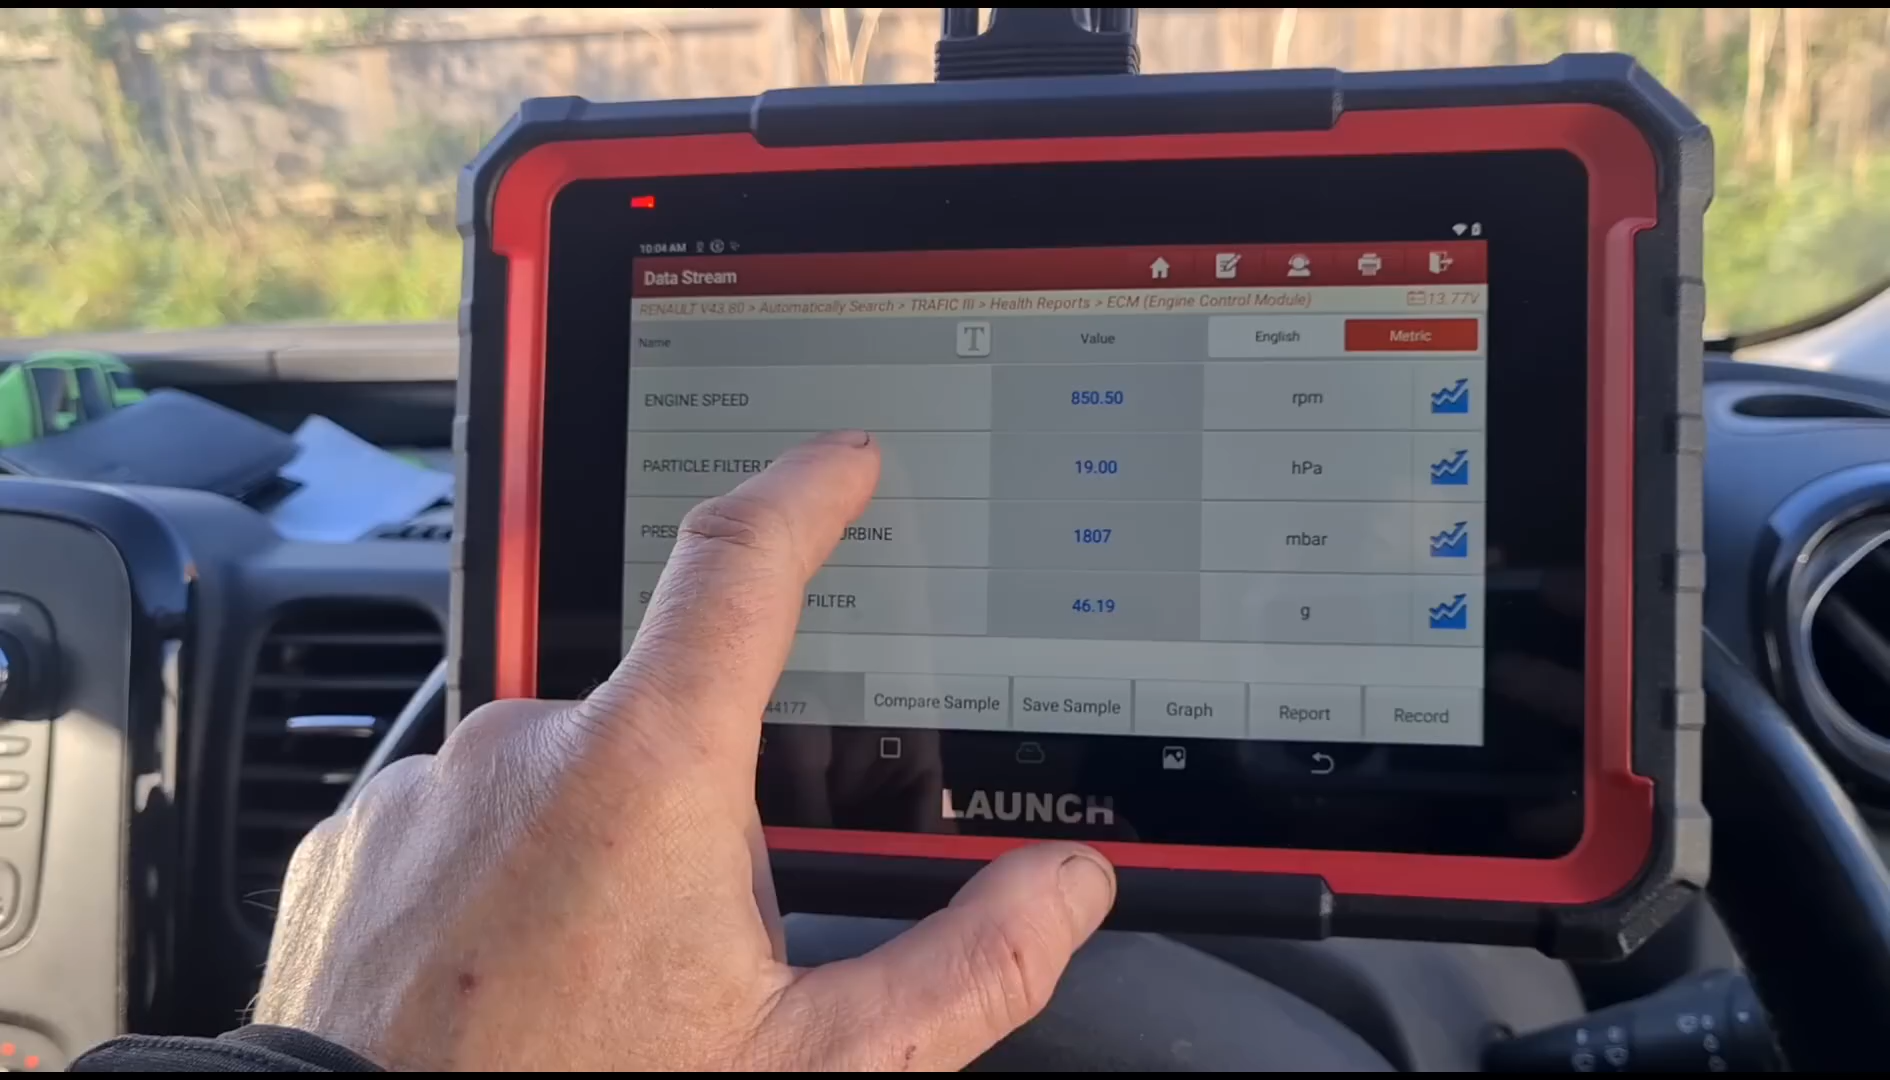 10:04 AM
Data Stream
RENAULT V43.80 > Automatically Search > TRAFIC III > Health Reports > ECM (Engine Control Module) 13.77V
Name T Value English Metric
ENGINE SPEED 850.50 rpm
PARTICLE FILTER 19.00 hPa
PRES URBINE 1807 mbar
FILTER 46.19 g
44177 Compare Sample Save Sample Graph Report Record
LAUNCH